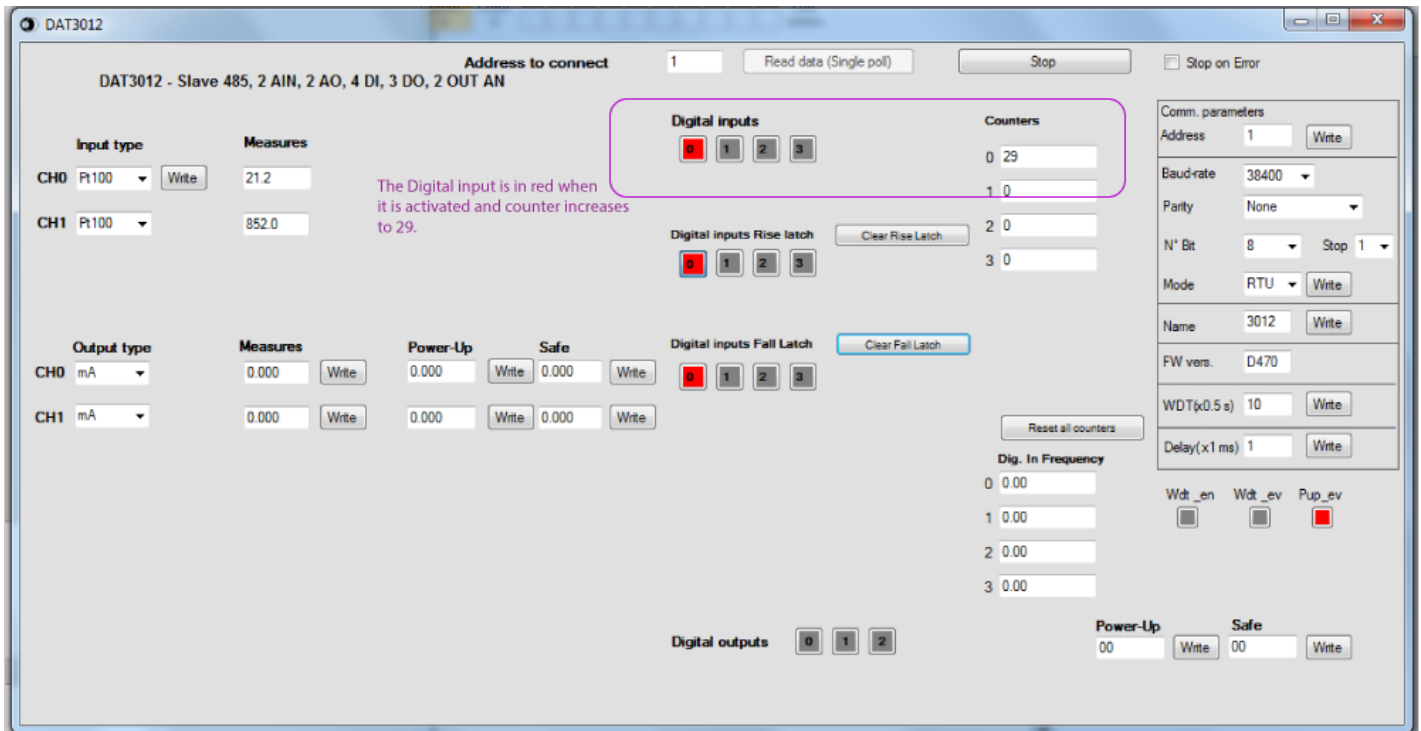 DAT3012
Address to connect 1 Read data (Single poll) Stop Stop on Error
DAT3012 - Slave 485, 2 AIN, 2 AO, 4 DI, 3 DO, 2 OUT AN
Input type Measures
CH0 Pt100 Write 21.2
CH1 Pt100 852.0
The Digital input is in red when
it is activated and counter increases
to 29.
Digital inputs
0 1 2 3
Counters
0 29
1 0
2 0
3 0
Digital inputs Rise latch Clear Rise Latch
0 1 2 3
Output type Measures Power-Up Safe
CH0 mA 0.000 Write 0.000 Write 0.000 Write
CH1 mA 0.000 Write 0.000 Write 0.000 Write
Digital inputs Fall Latch Clear Fall Latch
0 1 2 3
Reset all counters
Dig. In Frequency
0 0.00
1 0.00
2 0.00
3 0.00
Digital outputs 0 1 2
Comm. parameters
Address 1 Write
Baud-rate 38400
Parity None
N° Bit 8 Stop 1
Mode RTU Write
Name 3012 Write
FW vers. D470
WDT(x0.5 s) 10 Write
Delay(x1 ms) 1 Write
Wdt _en Wdt _ev Pup_ev
Power-Up Safe
00 Write 00 Write